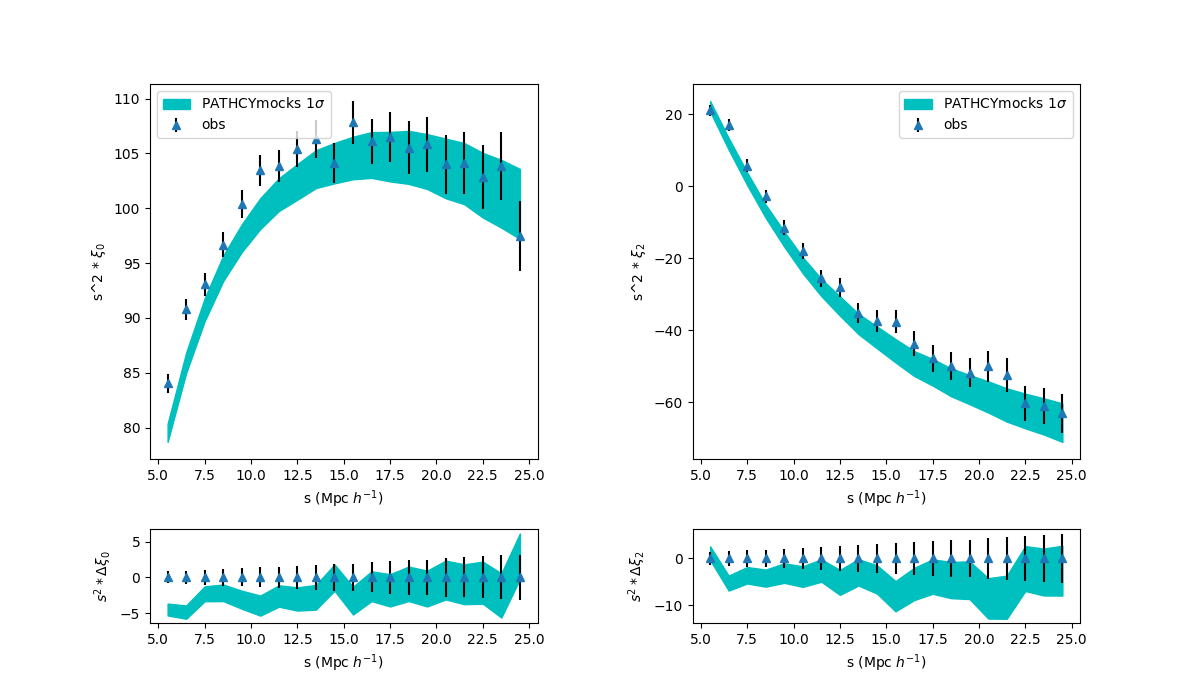 110
105
100
95
90
85
80
s^2 * ξ₀
PATHCYmocks 1σ
obs
5.0 7.5 10.0 12.5 15.0 17.5 20.0 22.5 25.0
s (Mpc h⁻¹)
20
0
−20
−40
−60
s^2 * ξ₂
PATHCYmocks 1σ
obs
5.0 7.5 10.0 12.5 15.0 17.5 20.0 22.5 25.0
s (Mpc h⁻¹)
5
0
−5
s² * Δξ₀
5.0 7.5 10.0 12.5 15.0 17.5 20.0 22.5 25.0
s (Mpc h⁻¹)
0
−10
s² * Δξ₂
5.0 7.5 10.0 12.5 15.0 17.5 20.0 22.5 25.0
s (Mpc h⁻¹)